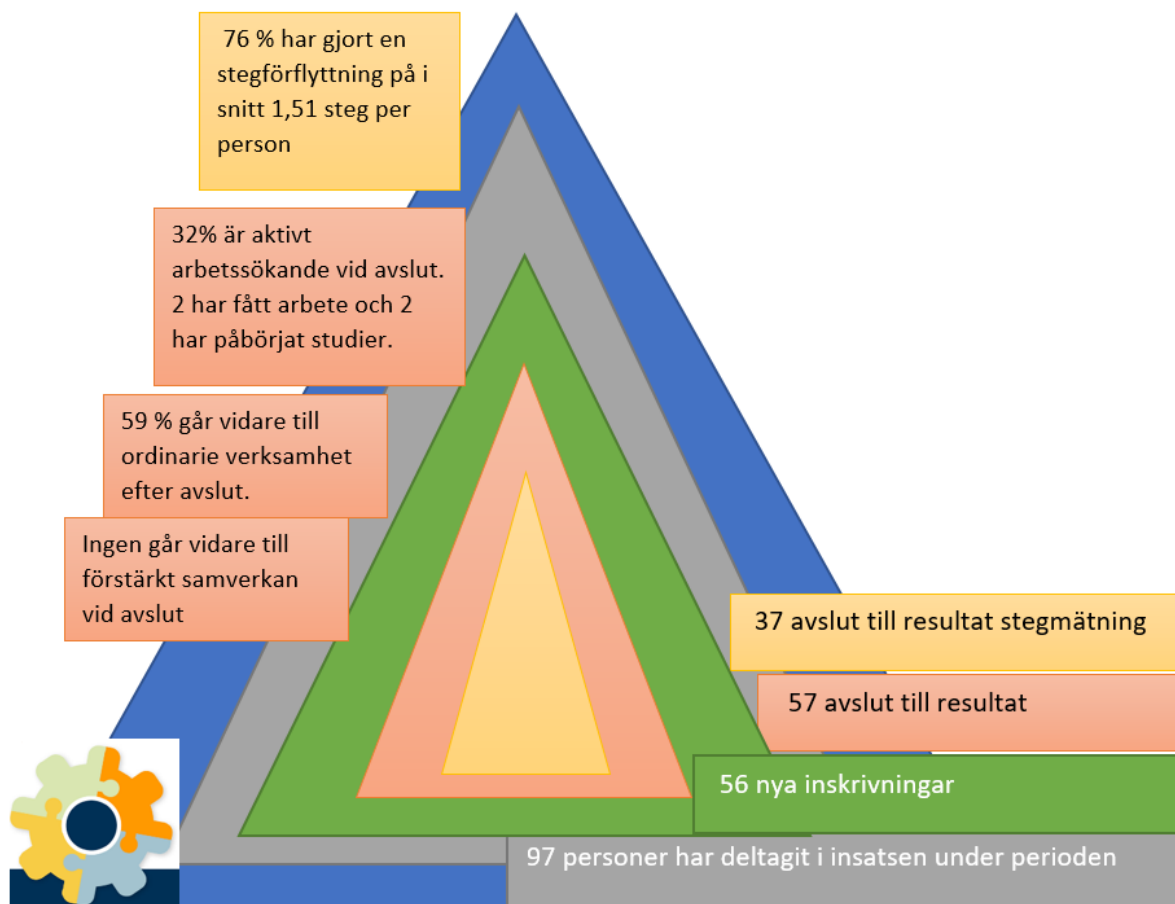 76 % har gjort en
stegförflyttning på i
snitt 1,51 steg per
person
32% är aktivt
arbetssökande vid avslut.
2 har fått arbete och 2
har påbörjat studier.
59 % går vidare till
ordinarie verksamhet
efter avslut.
Ingen går vidare till
förstärkt samverkan
vid avslut
37 avslut till resultat stegmätning
57 avslut till resultat
56 nya inskrivningar
97 personer har deltagit i insatsen under perioden